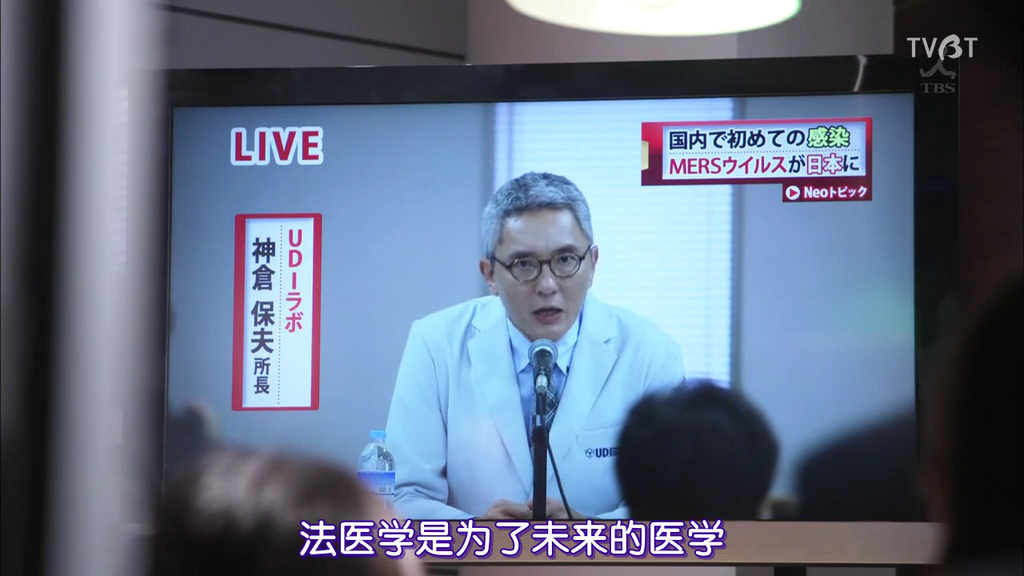 TVBT
TBS
LIVE
国内で初めての感染
MERSウイルスが日本に
Neoトピック
UDIラボ
神倉 保夫所長
UDI
法医学是为了未来的医学